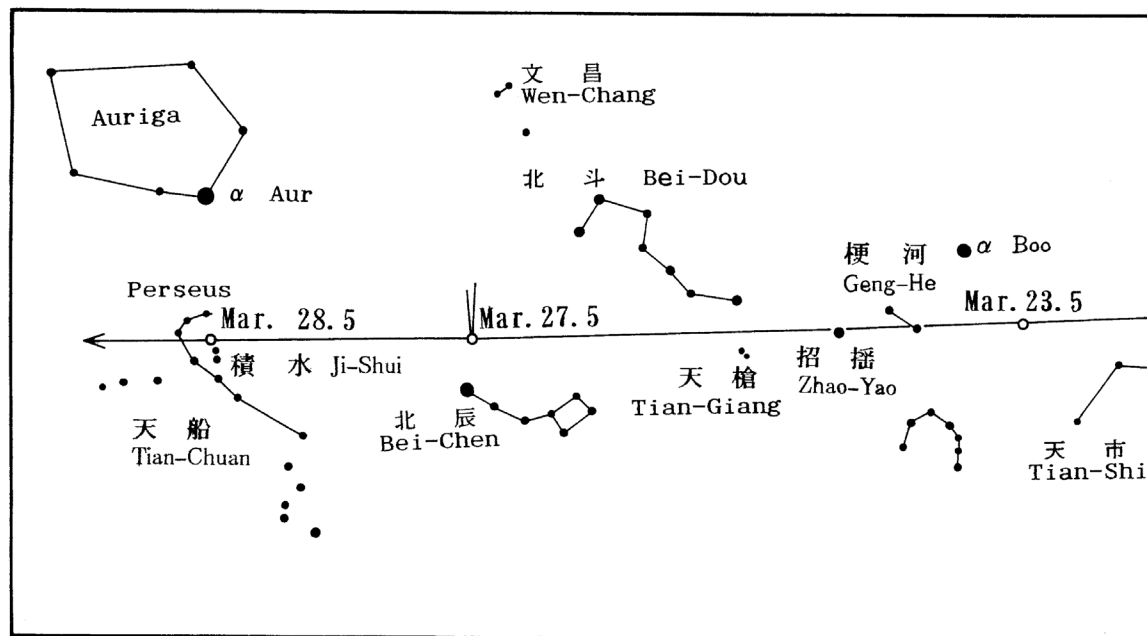 文昌
Wen-Chang
Auriga
北斗 Bei-Dou
α Aur
梗河
α Boo
Geng-He
Perseus
Mar. 28.5
Mar.27.5
Mar.23.5
積水 Ji-Shui
天槍
Tian-Giang
招揺
Zhao-Yao
天船
Tian-Chuan
北辰
Bei-Chen
天市
Tian-Shi